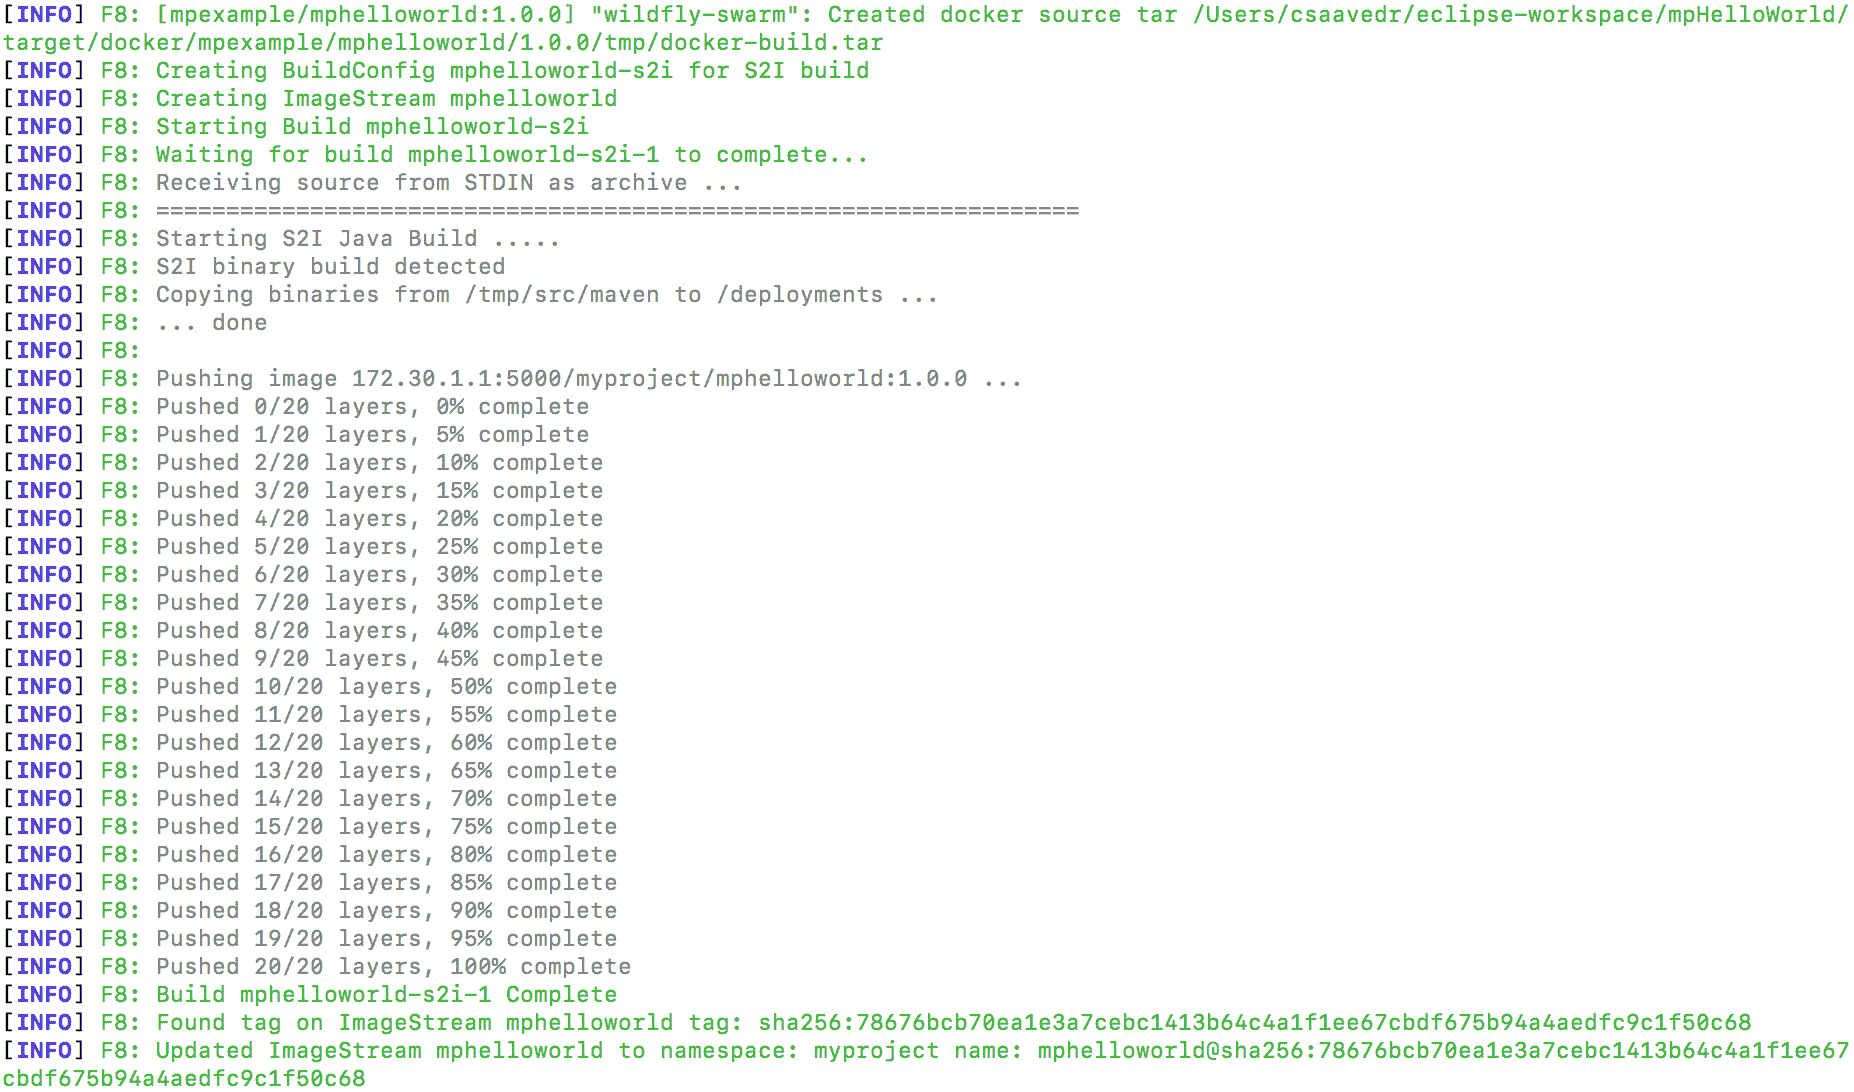 [INFO] F8: [mpexample/mphelloworld:1.0.0] "wildfly-swarm": Created docker source tar /Users/csaavedr/eclipse-workspace/mpHelloWorld/
target/docker/mpexample/mphelloworld/1.0.0/tmp/docker-build.tar
[INFO] F8: Creating BuildConfig mphelloworld-s2i for S2I build
[INFO] F8: Creating ImageStream mphelloworld
[INFO] F8: Starting Build mphelloworld-s2i
[INFO] F8: Waiting for build mphelloworld-s2i-1 to complete...
[INFO] F8: Receiving source from STDIN as archive ...
[INFO] F8: ==================================================================
[INFO] F8: Starting S2I Java Build .....
[INFO] F8: S2I binary build detected
[INFO] F8: Copying binaries from /tmp/src/maven to /deployments ...
[INFO] F8: ... done
[INFO] F8:
[INFO] F8: Pushing image 172.30.1.1:5000/myproject/mphelloworld:1.0.0 ...
[INFO] F8: Pushed 0/20 layers, 0% complete
[INFO] F8: Pushed 1/20 layers, 5% complete
[INFO] F8: Pushed 2/20 layers, 10% complete
[INFO] F8: Pushed 3/20 layers, 15% complete
[INFO] F8: Pushed 4/20 layers, 20% complete
[INFO] F8: Pushed 5/20 layers, 25% complete
[INFO] F8: Pushed 6/20 layers, 30% complete
[INFO] F8: Pushed 7/20 layers, 35% complete
[INFO] F8: Pushed 8/20 layers, 40% complete
[INFO] F8: Pushed 9/20 layers, 45% complete
[INFO] F8: Pushed 10/20 layers, 50% complete
[INFO] F8: Pushed 11/20 layers, 55% complete
[INFO] F8: Pushed 12/20 layers, 60% complete
[INFO] F8: Pushed 13/20 layers, 65% complete
[INFO] F8: Pushed 14/20 layers, 70% complete
[INFO] F8: Pushed 15/20 layers, 75% complete
[INFO] F8: Pushed 16/20 layers, 80% complete
[INFO] F8: Pushed 17/20 layers, 85% complete
[INFO] F8: Pushed 18/20 layers, 90% complete
[INFO] F8: Pushed 19/20 layers, 95% complete
[INFO] F8: Pushed 20/20 layers, 100% complete
[INFO] F8: Build mphelloworld-s2i-1 Complete
[INFO] F8: Found tag on ImageStream mphelloworld tag: sha256:78676bcb70ea1e3a7cebc1413b64c4a1f1ee67cbdf675b94a4aedfc9c1f50c68
[INFO] F8: Updated ImageStream mphelloworld to namespace: myproject name: mphelloworld@sha256:78676bcb70ea1e3a7cebc1413b64c4a1f1ee67
cbdf675b94a4aedfc9c1f50c68